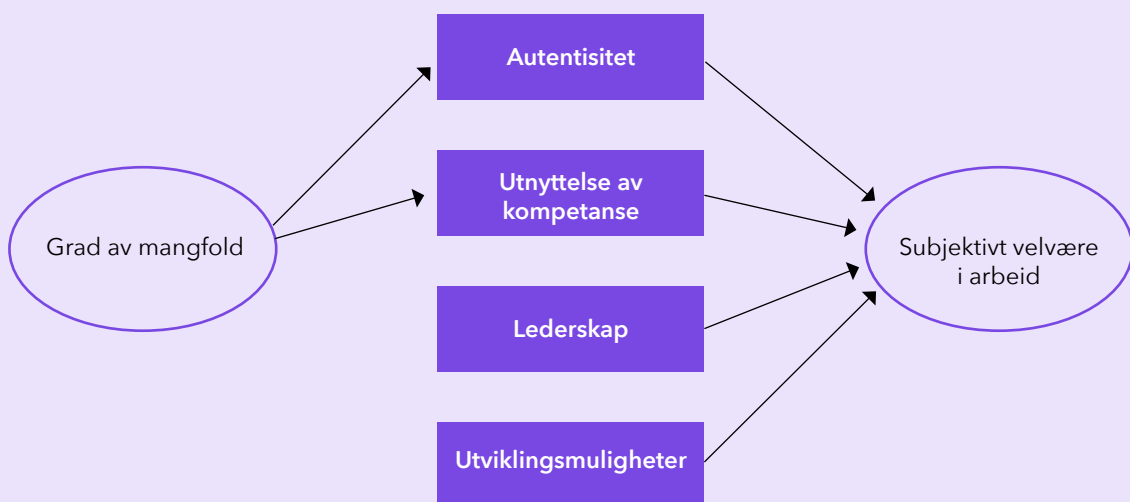 Autentisitet
Utnyttelse av
kompetanse
Grad av mangfold
Subjektivt velvære
i arbeid
Lederskap
Utviklingsmuligheter